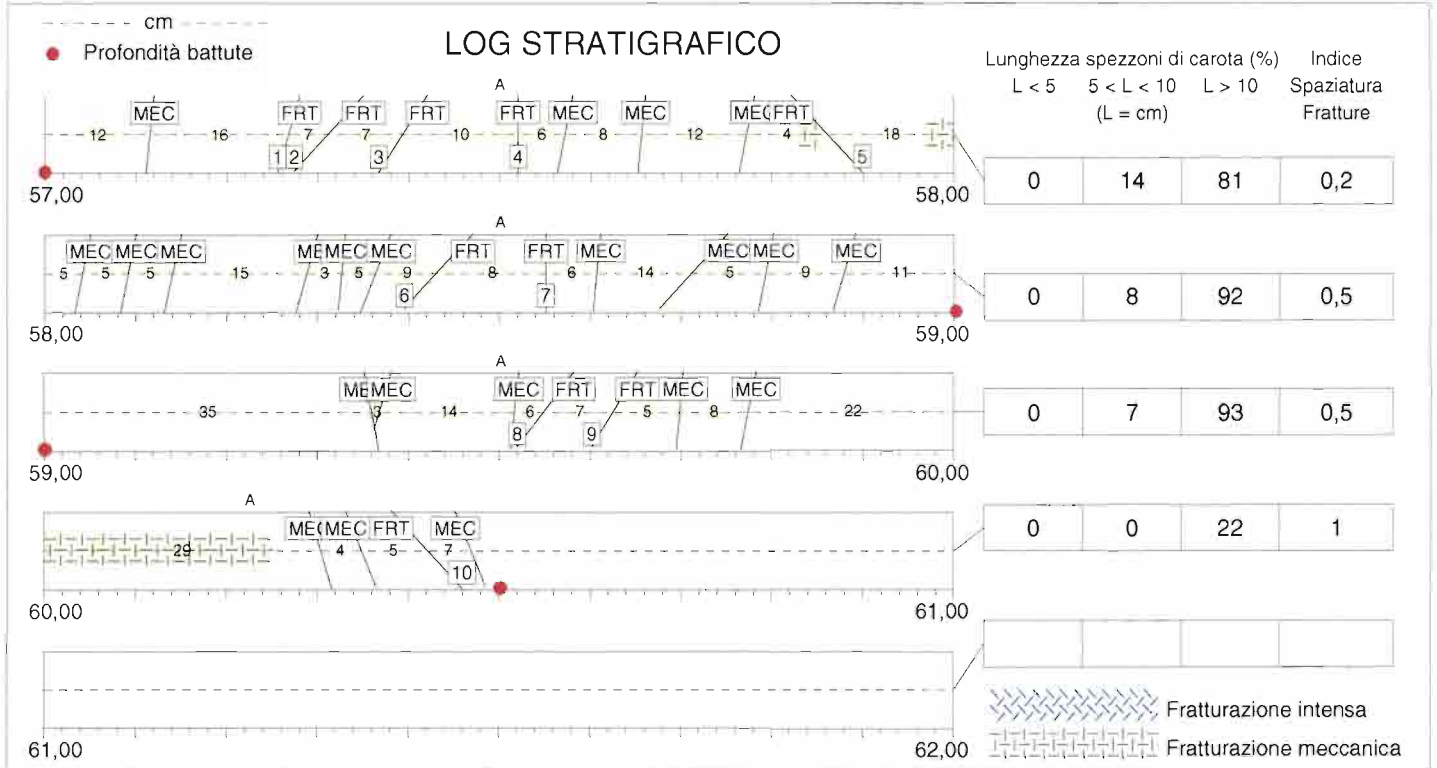 cm
Profondità battute
LOG STRATIGRAFICO
Lunghezza spezzoni di carota (%)
Indice Spaziatura Fratture
L < 5 5 < L < 10 L > 10
(L = cm)
A
MEC FRT FRT FRT FRT MEC MEC MEC FRT
12 16 7 7 10 6 8 12 4 18
1 2 3 4 5
57,00 58,00
0 14 81 0,2
A
MEC MEC MEC ME MEC MEC FRT FRT MEC MEC MEC MEC
5 5 5 15 3 5 9 8 6 14 5 9 11
6 7
58,00 59,00
0 8 92 0,5
A
ME MEC MEC FRT FRT MEC MEC
35 3 14 6 7 5 8 22
8 9
59,00 60,00
0 7 93 0,5
A
MEC MEC FRT MEC
29 4 5 7
10
60,00 61,00
0 0 22 1
61,00 62,00
Fratturazione intensa
Fratturazione meccanica